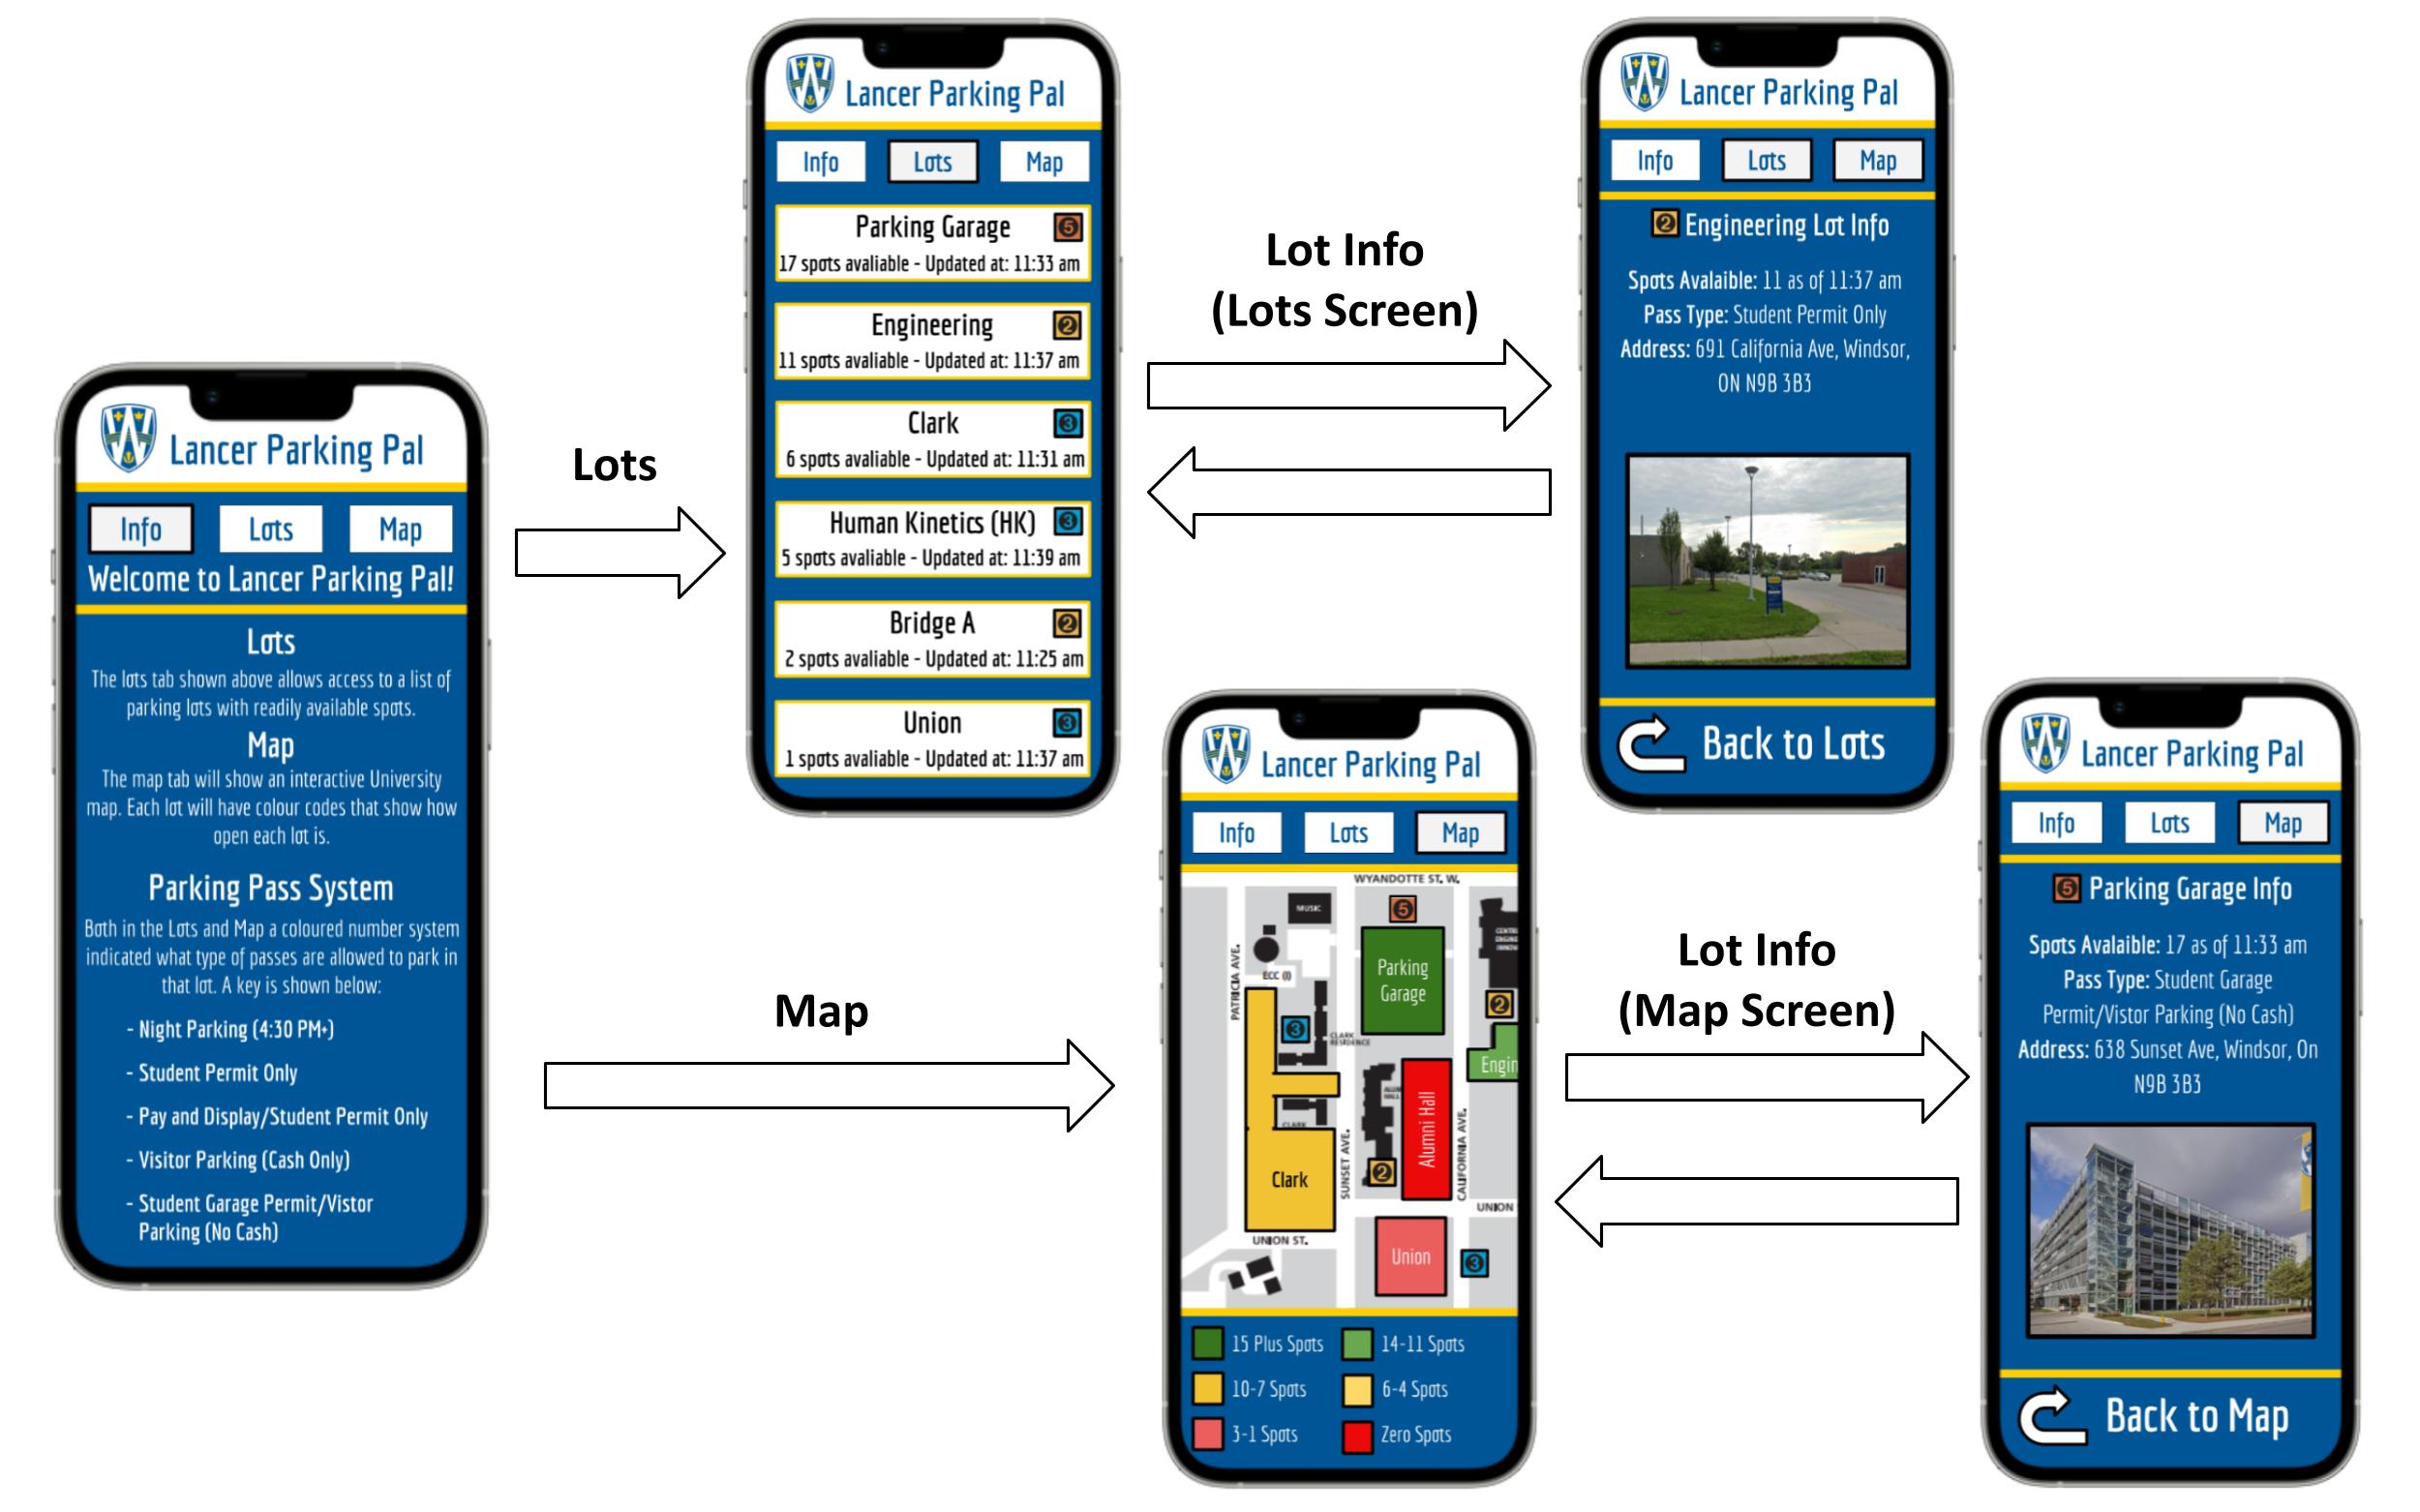 Lancer Parking Pal
Info
Lots
Map
Welcome to Lancer Parking Pal!
Lots
The lots tab shown above allows access to a list of
parking lots with readily available spots.
Map
The map tab will show an interactive University
map. Each lot will have colour codes that show how
open each lot is.
Parking Pass System
Both in the Lots and Map a coloured number system
indicated what type of passes are allowed to park in
that lot. A key is shown below:
- Night Parking (4:30 PM+)
- Student Permit Only
- Pay and Display/Student Permit Only
- Visitor Parking (Cash Only)
- Student Garage Permit/Vistor
Parking (No Cash)
Lots
Lancer Parking Pal
Info
Lots
Map
Parking Garage 5
17 spots avaliable - Updated at: 11:33 am
Engineering 2
11 spots avaliable - Updated at: 11:37 am
Clark 3
6 spots avaliable - Updated at: 11:31 am
Human Kinetics (HK) 3
5 spots avaliable - Updated at: 11:39 am
Bridge A 2
2 spots avaliable - Updated at: 11:25 am
Union 3
1 spots avaliable - Updated at: 11:37 am
Lot Info
(Lots Screen)
Lancer Parking Pal
Info
Lots
Map
2 Engineering Lot Info
Spots Avalaible: 11 as of 11:37 am
Pass Type: Student Permit Only
Address: 691 California Ave, Windsor,
ON N9B 3B3
Back to Lots
Map
Lancer Parking Pal
Info
Lots
Map
WYANDOTTE ST. W.
MUSIC
5
PATRICIA AVE.
ECC (I)
Parking
Garage
2
3
CLARK
RESIDENCE
Engin
Alumni Hall
CLARK
SUNSET AVE.
CALIFORNIA AVE.
2
Clark
UNION
UNION ST.
Union
3
15 Plus Spots
14-11 Spots
10-7 Spots
6-4 Spots
3-1 Spots
Zero Spots
Lot Info
(Map Screen)
Lancer Parking Pal
Info
Lots
Map
5 Parking Garage Info
Spots Avalaible: 17 as of 11:33 am
Pass Type: Student Garage
Permit/Vistor Parking (No Cash)
Address: 638 Sunset Ave, Windsor, On
N9B 3B3
Back to Map